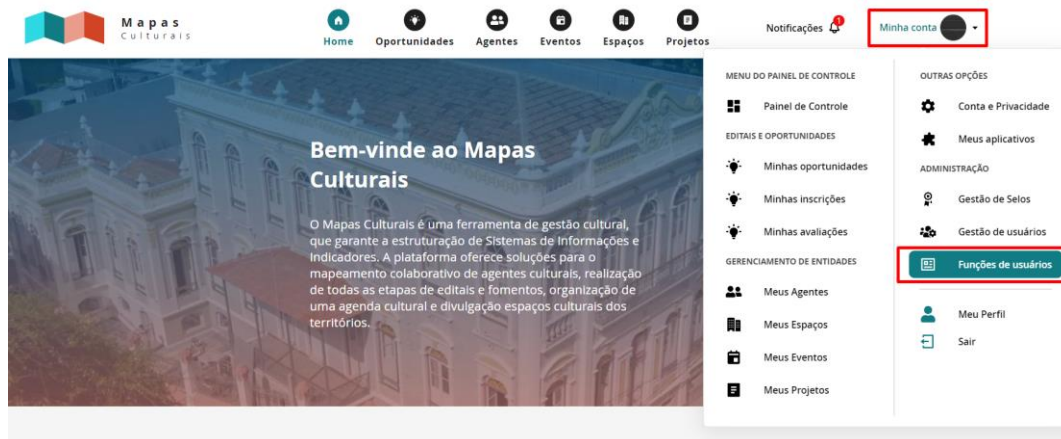 Mapas
Culturais
Home
Oportunidades
Agentes
Eventos
Espaços
Projetos
Notificações
1
Minha conta
Bem-vinde ao Mapas
Culturais
O Mapas Culturais é uma ferramenta de gestão cultural,
que garante a estruturação de Sistemas de Informações e
Indicadores. A plataforma oferece soluções para o
mapeamento colaborativo de agentes culturais, realização
de todas as etapas de editais e fomentos, organização de
uma agenda cultural e divulgação espaços culturais dos
territórios.
MENU DO PAINEL DE CONTROLE
Painel de Controle
EDITAIS E OPORTUNIDADES
Minhas oportunidades
Minhas inscrições
Minhas avaliações
GERENCIAMENTO DE ENTIDADES
Meus Agentes
Meus Espaços
Meus Eventos
Meus Projetos
OUTRAS OPÇÕES
Conta e Privacidade
Meus aplicativos
ADMINISTRAÇÃO
Gestão de Selos
Gestão de usuários
Funções de usuários
Meu Perfil
Sair